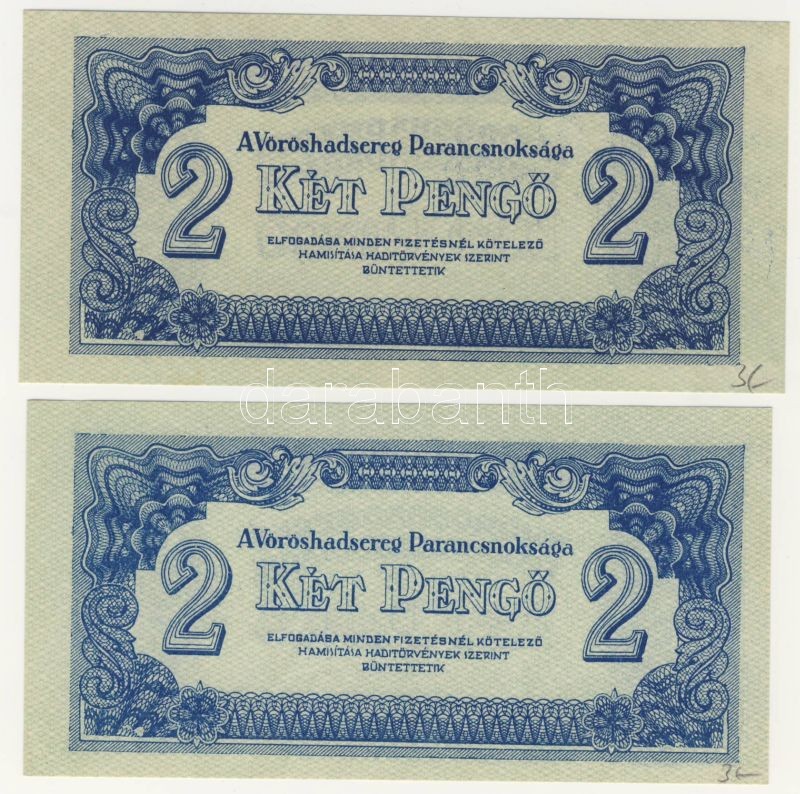 A Vöröshadsereg Parancsnoksága
2 KÉT PENGŐ 2
ELFOGADÁSA MINDEN FIZETÉSNÉL KÖTELEZŐ
HAMISÍTÁSA HADITÖRVÉNYEK SZERINT
BÜNTETTETIK
darabanth
A Vöröshadsereg Parancsnoksága
2 KÉT PENGŐ 2
ELFOGADÁSA MINDEN FIZETÉSNÉL KÖTELEZŐ
HAMISÍTÁSA HADITÖRVÉNYEK SZERINT
BÜNTETTETIK